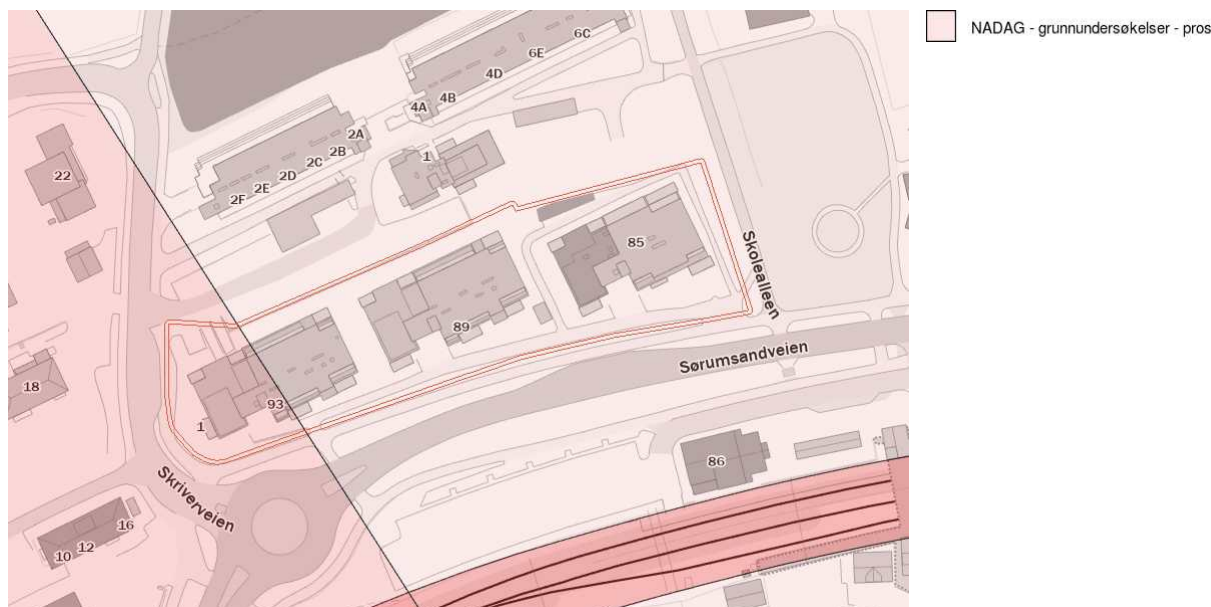 NADAG - grunnundersøkelser - pros
6C
6E
4D
4B
4A
2A
2B
2C
2D
2E
2F
1
22
85
Skolealleen
89
Sørumsandveien
18
93
1
86
Skriverveien
16
12
10